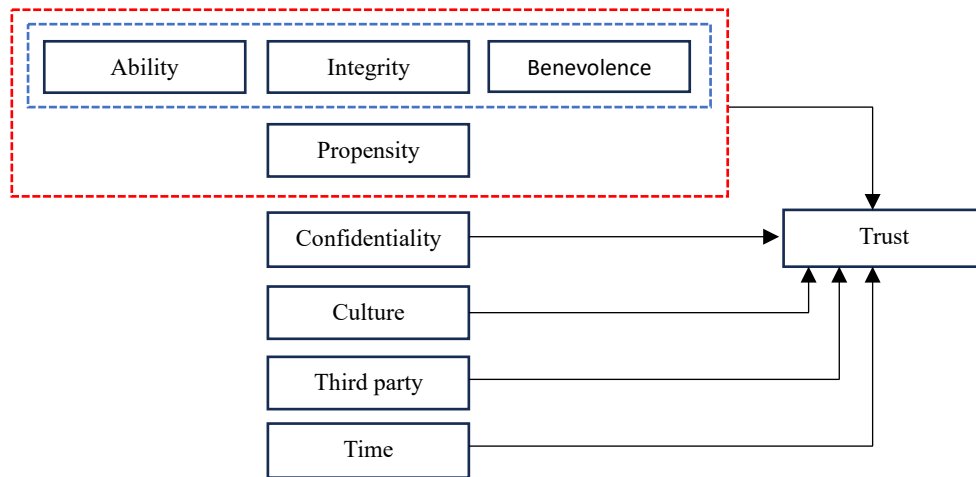 Ability
Integrity
Benevolence
Propensity
Confidentiality
Trust
Culture
Third party
Time